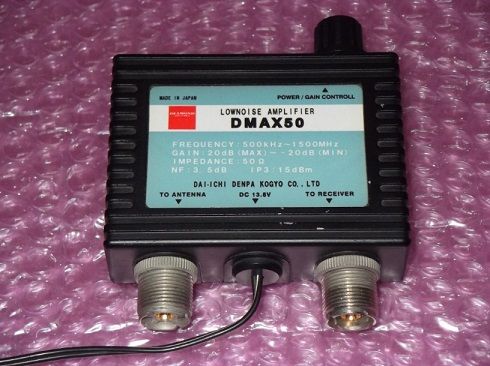 POWER / GAIN CONTROLL
MADE IN JAPAN
LOWNOISE AMPLIFIER
DMAX50
FREQUENCY: 500kHz~1500MHz
GAIN: 20dB (MAX)~-20dB (MIN)
IMPEDANCE: 50Ω
NF: 3.5dB IP3/15dBm
DAI-ICHI DENPA KOGYO CO., LTD
TO ANTENNA DC 13.8V TO RECEIVER